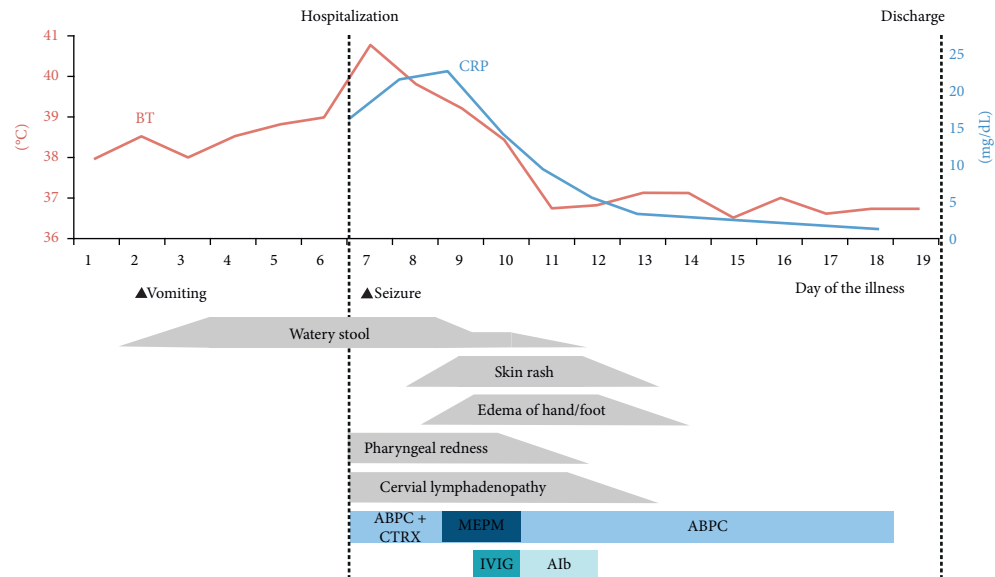 Hospitalization Discharge
41
40
39
38
37
36
(°C)
BT
CRP
25
20
15
10
5
0
(mg/dL)
1 2 3 4 5 6 7 8 9 10 11 12 13 14 15 16 17 18 19
▲Vomiting ▲Seizure Day of the illness
Watery stool
Skin rash
Edema of hand/foot
Pharyngeal redness
Cervial lymphadenopathy
ABPC +
CTRX
MEPM
ABPC
IVIG
AIb